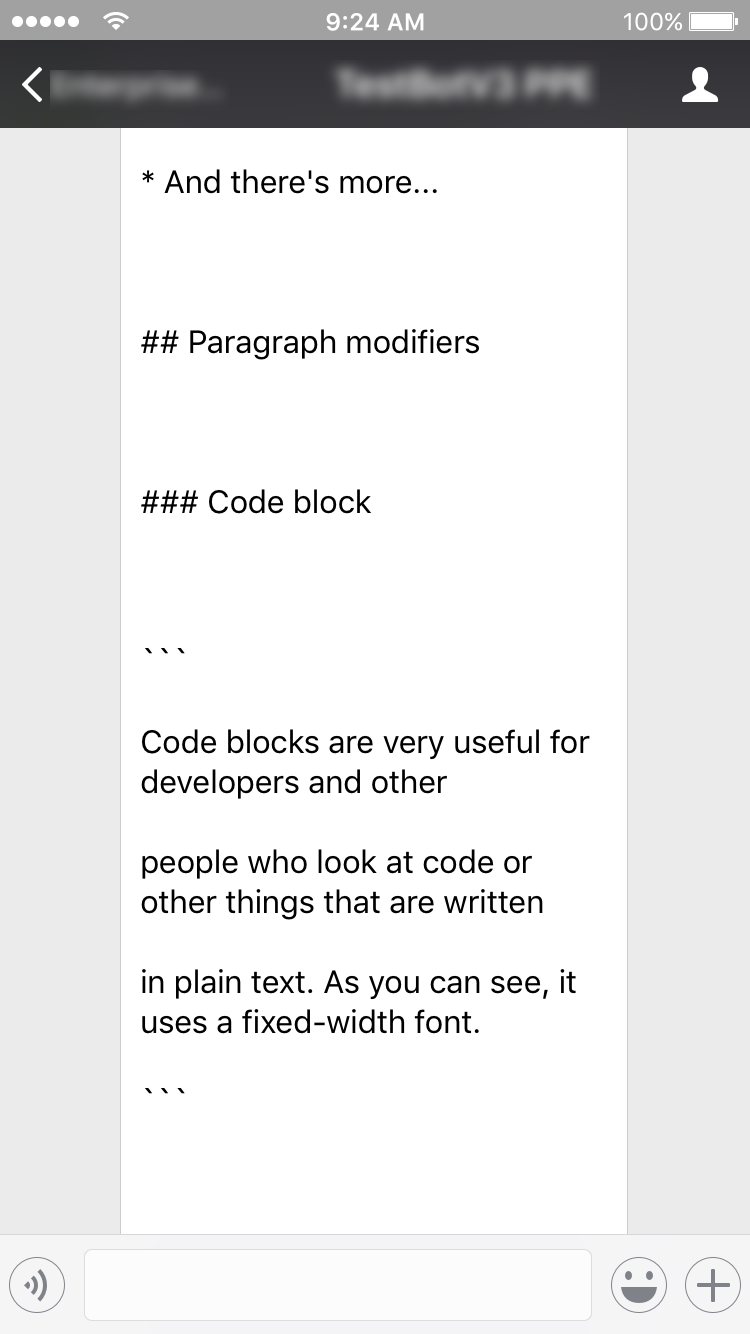 9:24 AM
100%
* And there's more...
## Paragraph modifiers
### Code block
```
Code blocks are very useful for
developers and other
people who look at code or
other things that are written
in plain text. As you can see, it
uses a fixed-width font.
```